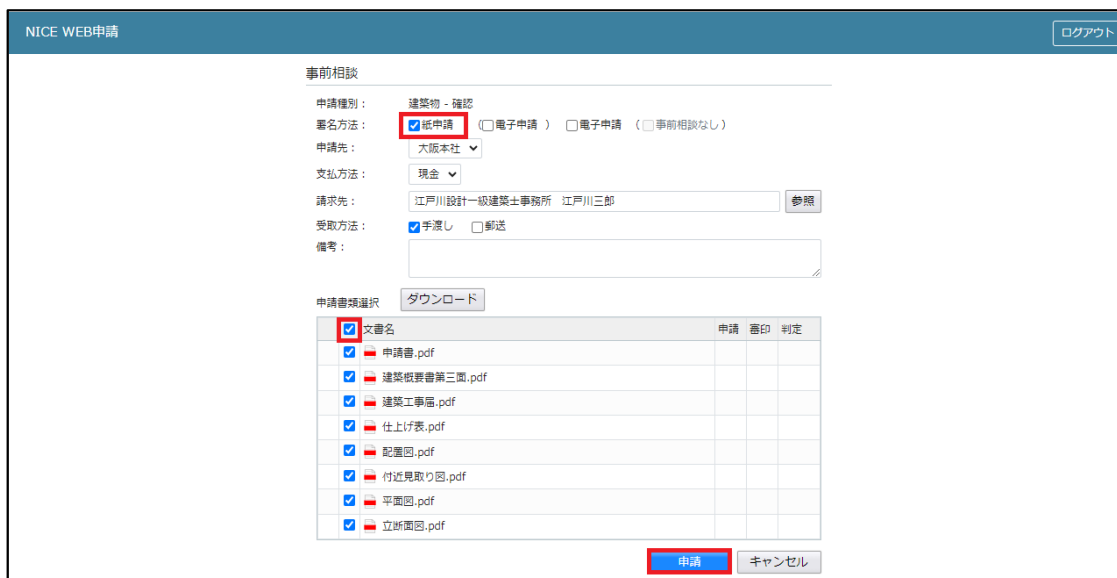 NICE WEB申請 ログアウト
事前相談
申請種別： 建築物 - 確認
署名方法： 紙申請 （ 電子申請 ） 電子申請 （ 事前相談なし ）
申請先： 大阪本社
支払方法： 現金
請求先： 江戸川設計一級建築士事務所 江戸川三郎 参照
受取方法： 手渡し 郵送
備考：
申請書類選択 ダウンロード
文書名 申請 審印 判定
申請書.pdf
建築概要書第三面.pdf
建築工事届.pdf
仕上げ表.pdf
配置図.pdf
付近見取り図.pdf
平面図.pdf
立断面図.pdf
申請 キャンセル